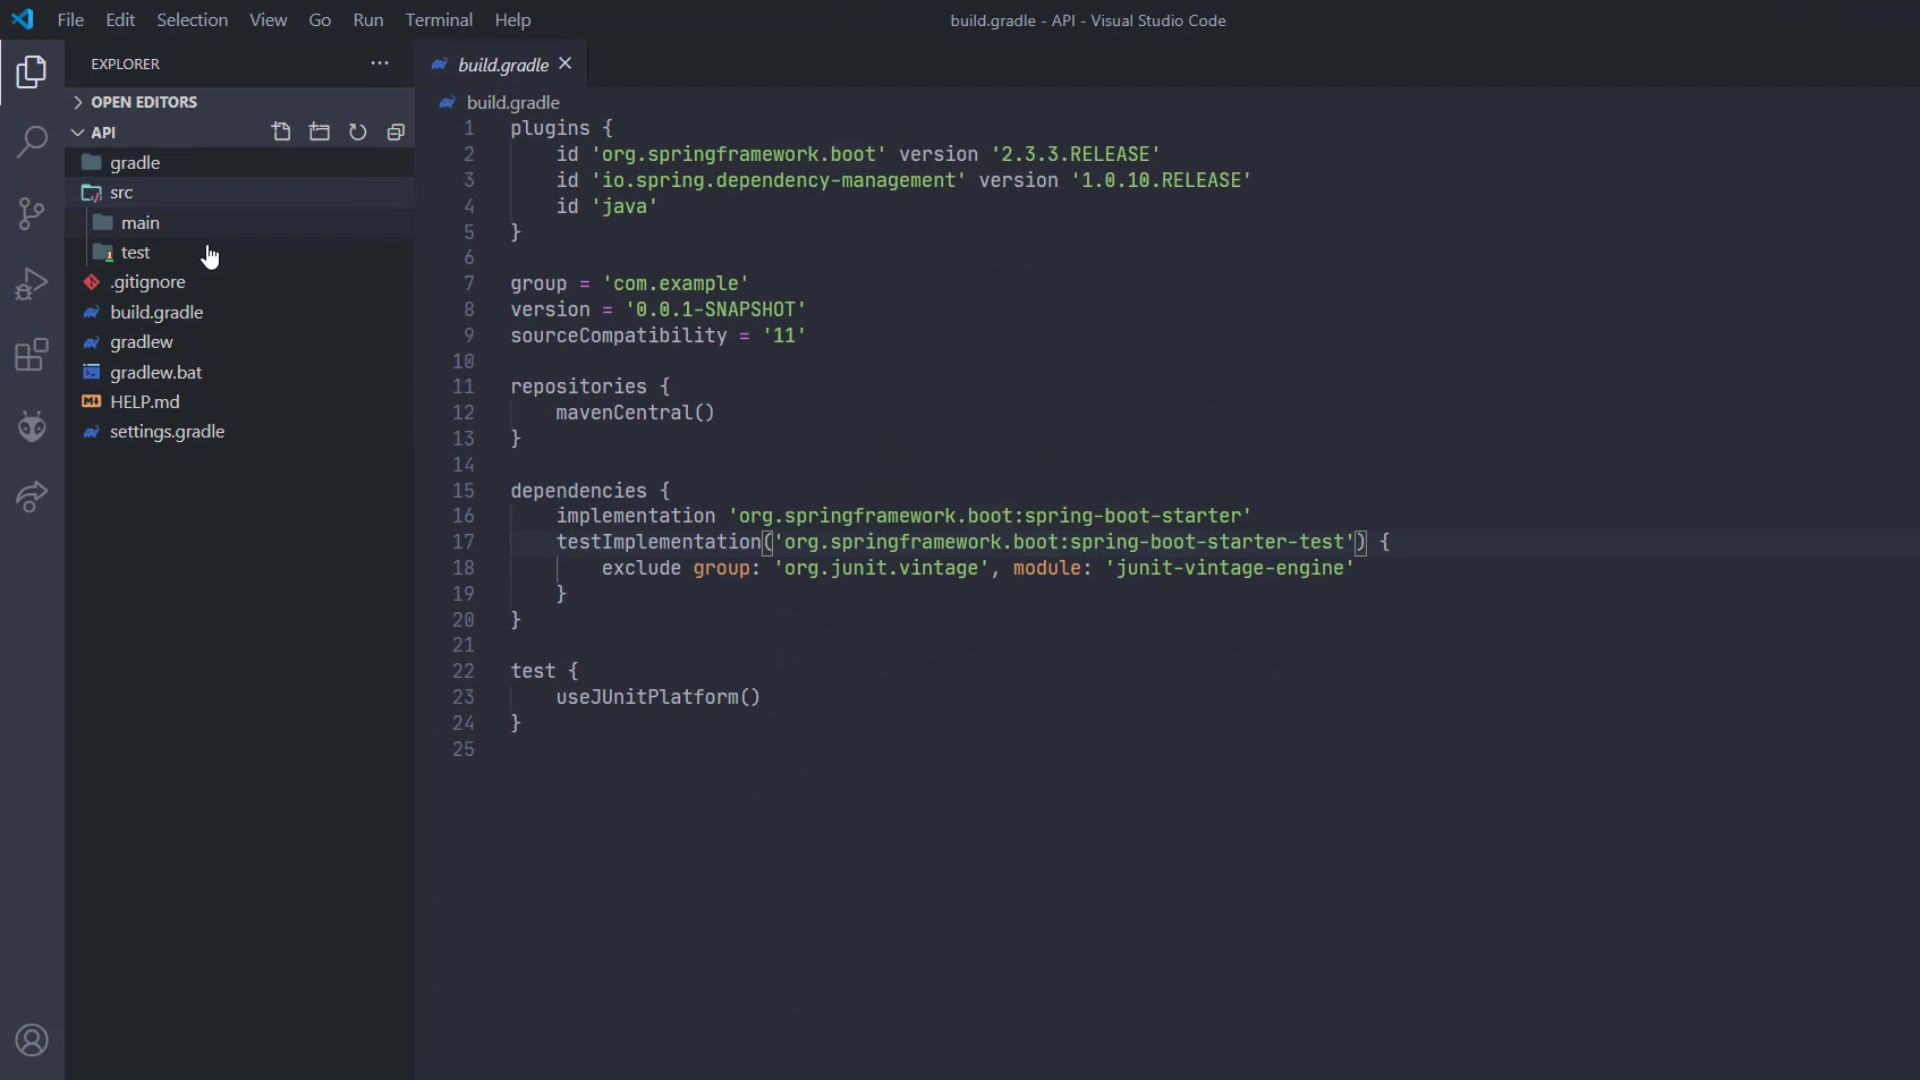 File Edit Selection View Go Run Terminal Help
build.gradle - API - Visual Studio Code
EXPLORER
OPEN EDITORS
API
gradle
src
main
test
.gitignore
build.gradle
gradlew
gradlew.bat
HELP.md
settings.gradle
build.gradle
build.gradle
1 plugins {
2     id 'org.springframework.boot' version '2.3.3.RELEASE'
3     id 'io.spring.dependency-management' version '1.0.10.RELEASE'
4     id 'java'
5 }
6
7 group = 'com.example'
8 version = '0.0.1-SNAPSHOT'
9 sourceCompatibility = '11'
10
11 repositories {
12     mavenCentral()
13 }
14
15 dependencies {
16     implementation 'org.springframework.boot:spring-boot-starter'
17     testImplementation('org.springframework.boot:spring-boot-starter-test') {
18         exclude group: 'org.junit.vintage', module: 'junit-vintage-engine'
19     }
20 }
21
22 test {
23     useJUnitPlatform()
24 }
25